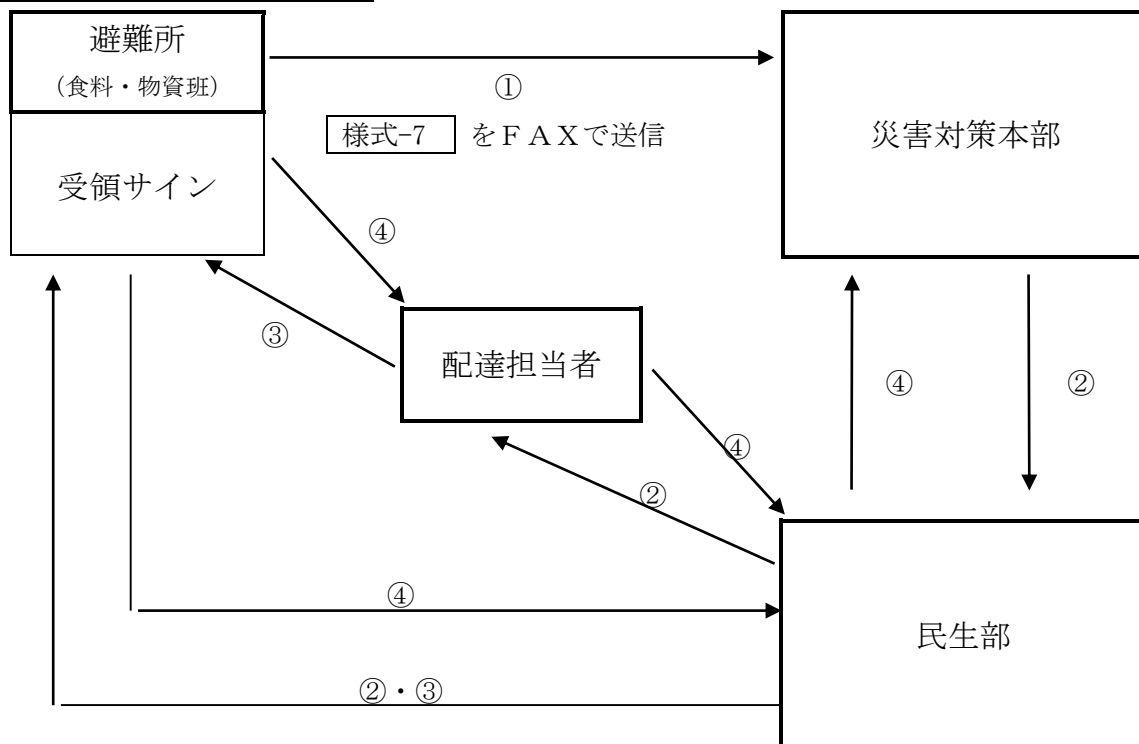 避難所
（食料・物資班）
受領サイン
①
様式-7 をＦＡＸで送信
災害対策本部
④
③
配達担当者
④
②
④
②
④
②・③
民生部